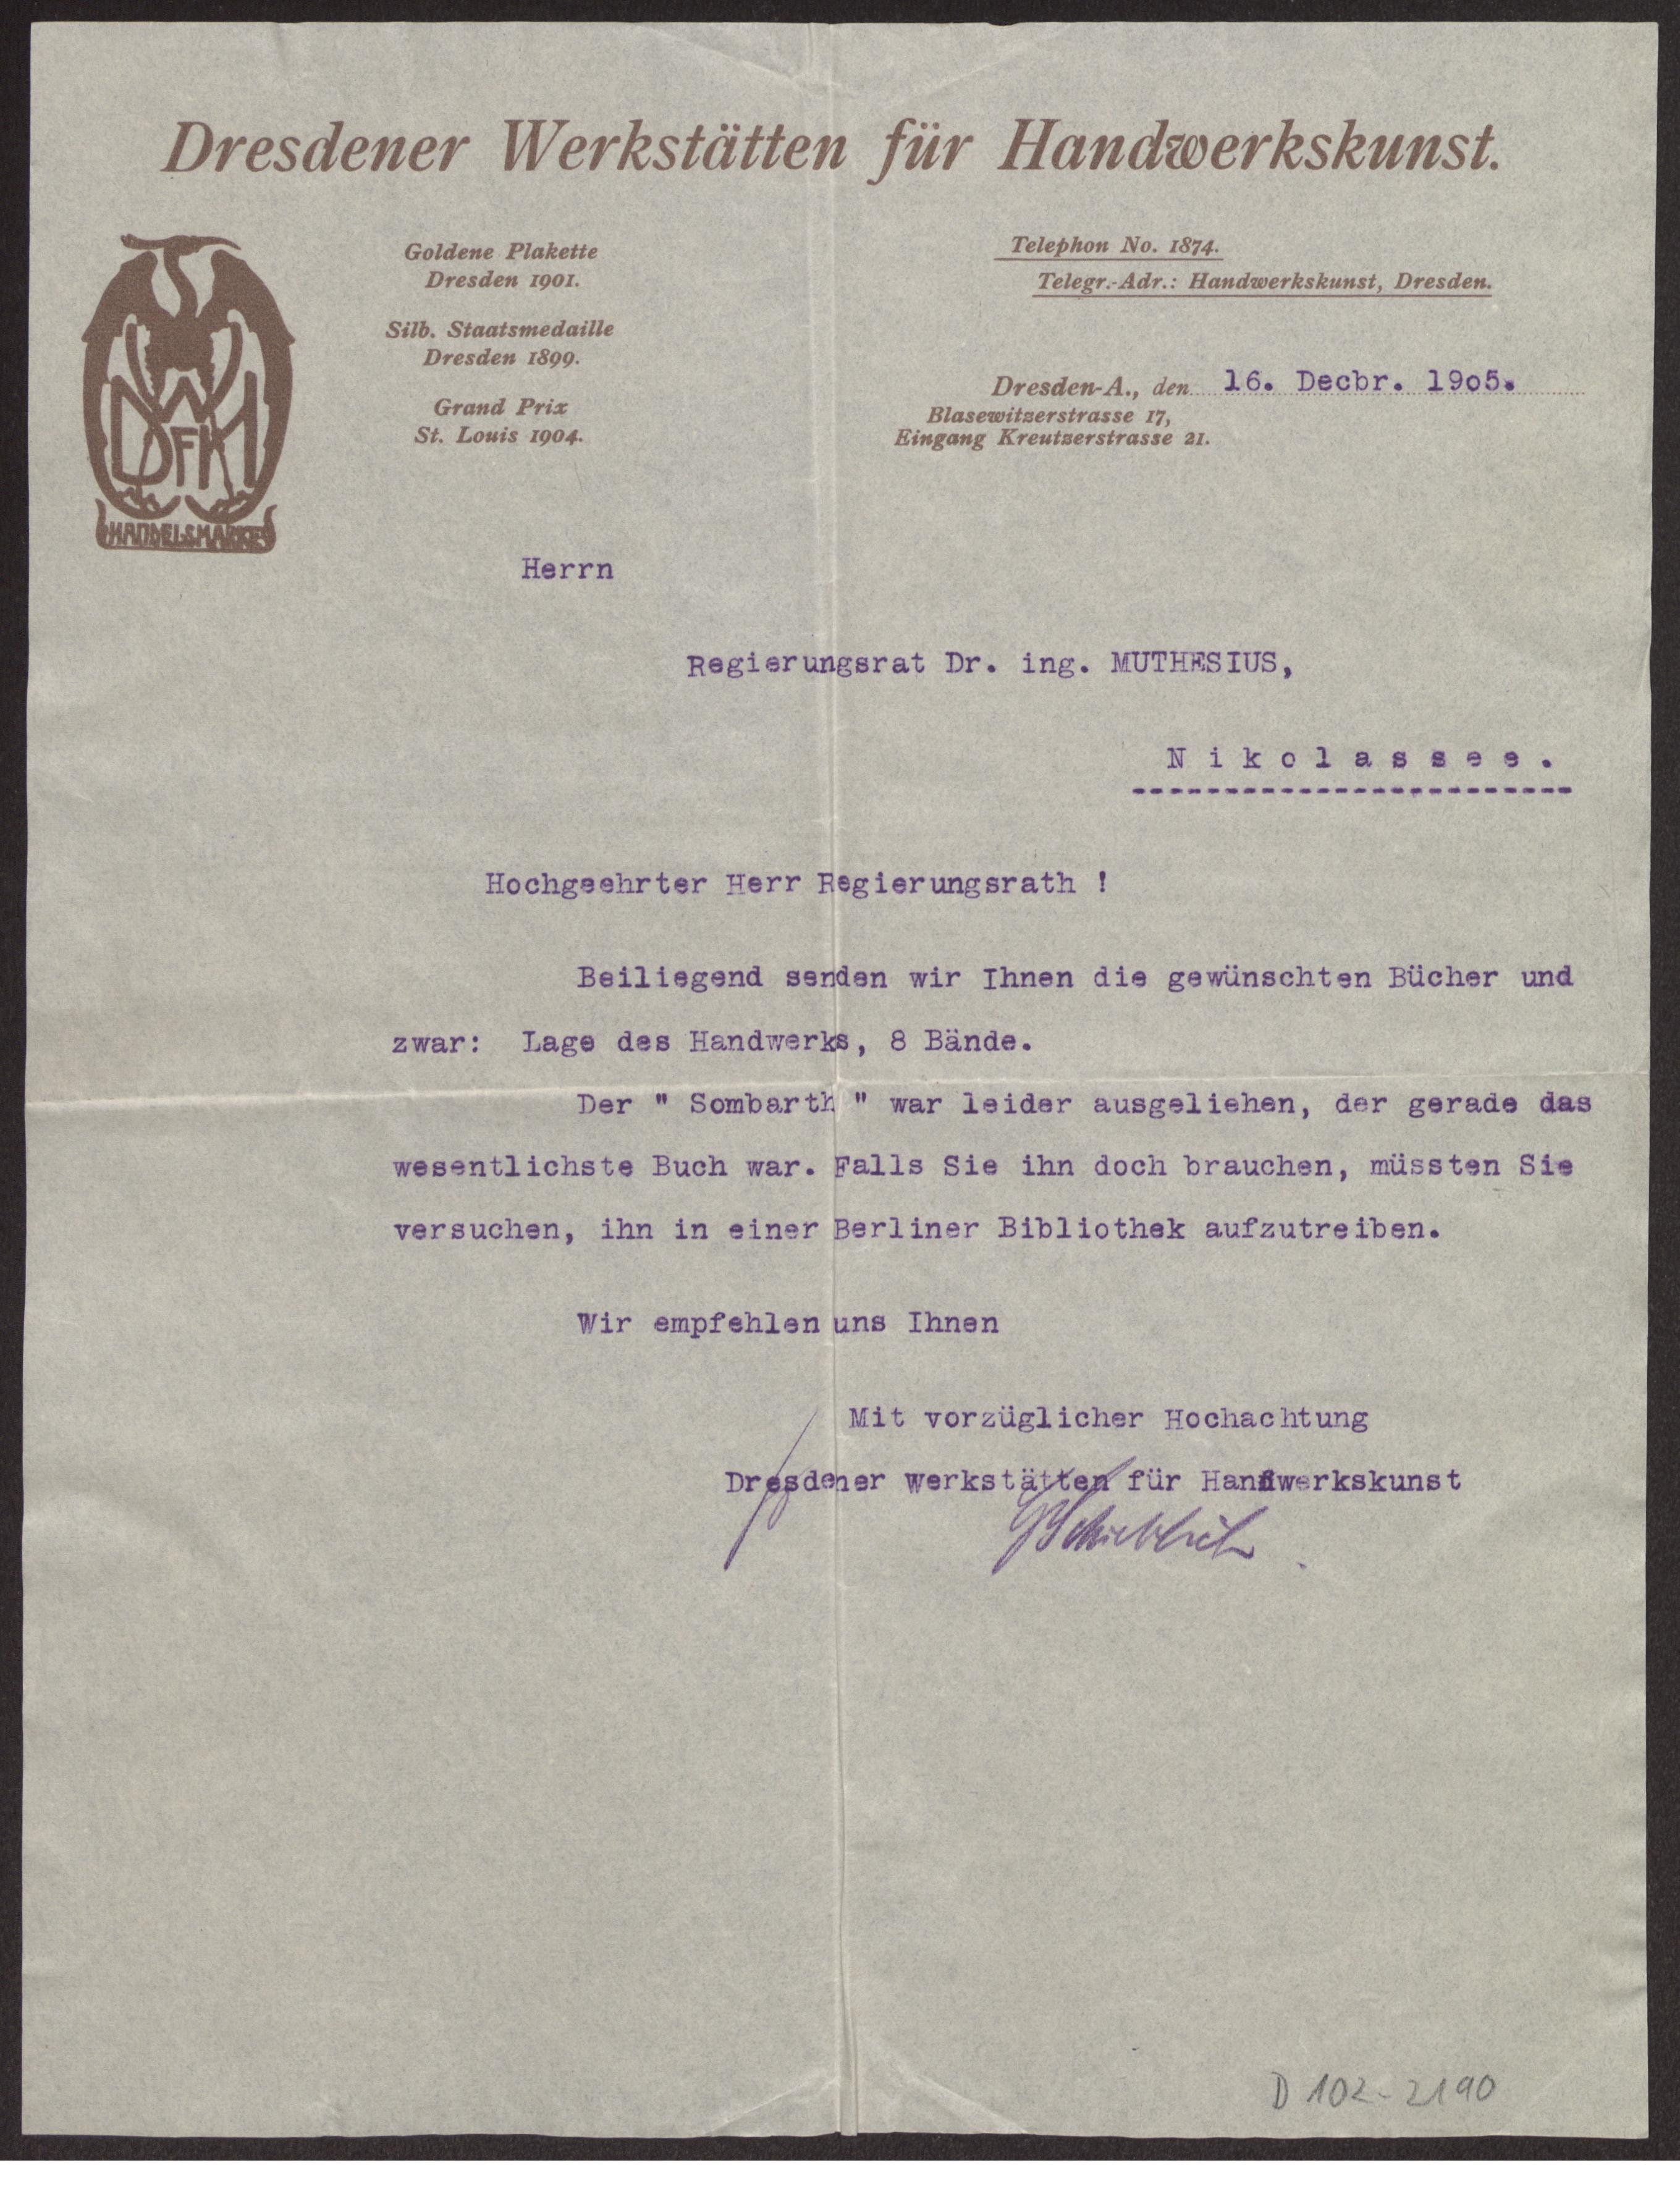 Dresdener Werkstätten für Handwerkskunst.
DWFHK
HANDELSMARKE
Goldene Plakette
Dresden 1901.
Silb. Staatsmedaille
Dresden 1899.
Grand Prix
St. Louis 1904.
Telephon No. 1874.
Telegr.-Adr.: Handwerkskunst, Dresden.
Dresden-A., den 16. Decbr. 19o5.
Blasewitzerstrasse 17,
Eingang Kreutzerstrasse 21.
Herrn
Regierungsrat Dr. ing. MUTHESIUS,
N i k o l a s s e e .
------------------------
Hochgeehrter Herr Regierungsrath !
Beiliegend senden wir Ihnen die gewünschten Bücher und
zwar: Lage des Handwerks, 8 Bände.
Der " Sombarth " war leider ausgeliehen, der gerade das
wesentlichste Buch war. Falls Sie ihn doch brauchen, müssten Sie
versuchen, ihn in einer Berliner Bibliothek aufzutreiben.
Wir empfehlen uns Ihnen
Mit vorzüglicher Hochachtung
Dresdener Werkstätten für Handwerkskunst
D 102-2190